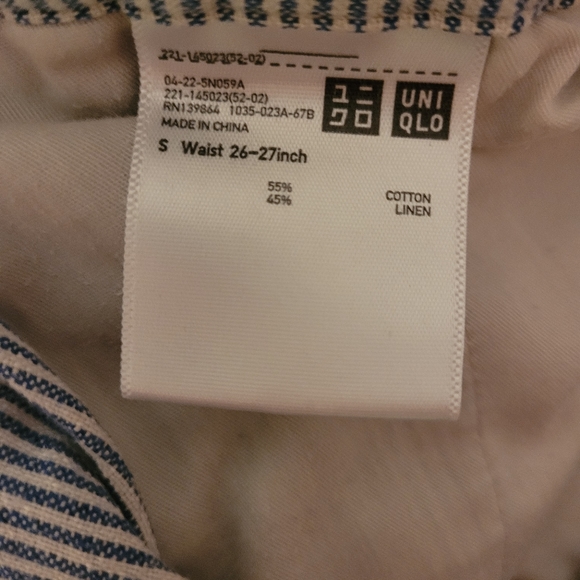 221-145023(52-02)
04-22-5N059A
221-145023(52-02)
RN139864 1035-023A-67B
MADE IN CHINA
ユニ
クロ
UNI
QLO
S Waist 26-27inch
55% COTTON
45% LINEN